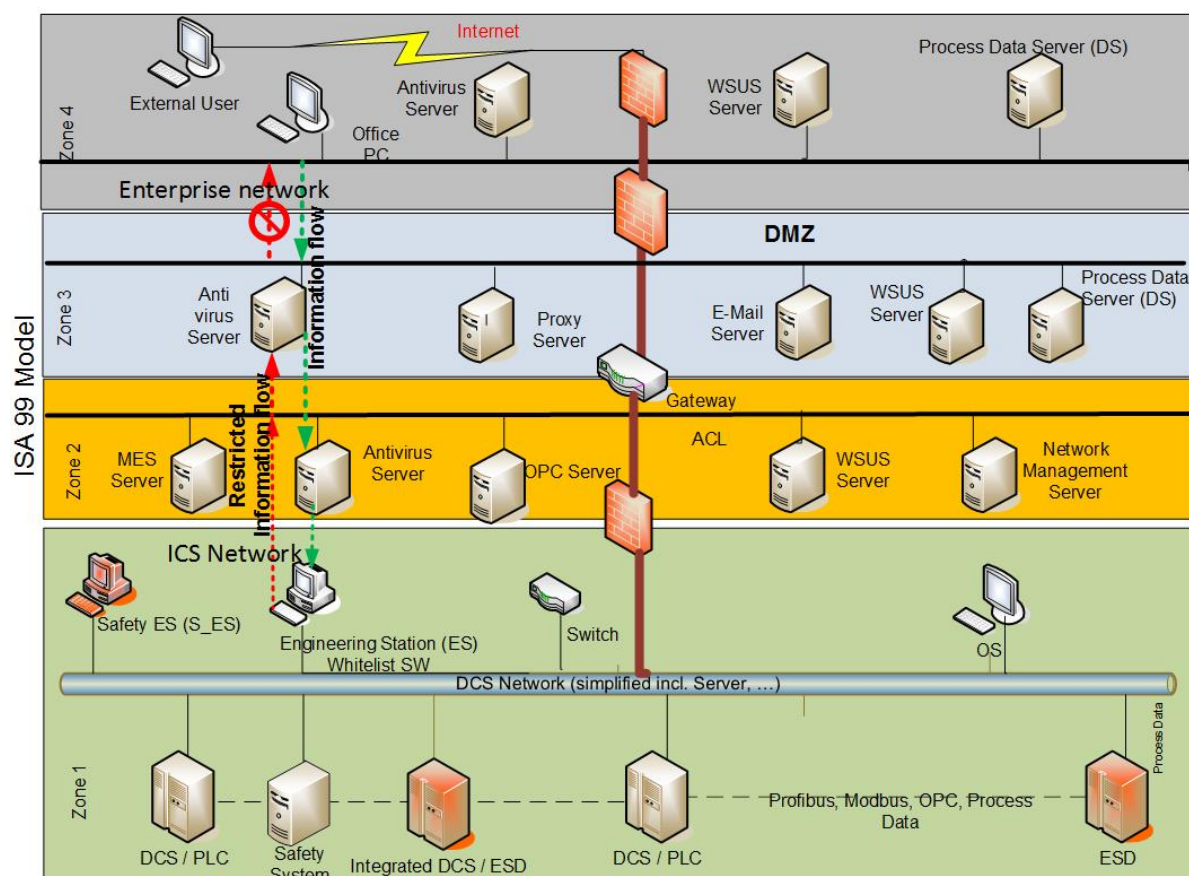 ISA 99 Model
Zone 4
Internet
External User
Office
PC
Antivirus
Server
WSUS
Server
Process Data Server (DS)
Enterprise network
Information flow
DMZ
Zone 3
Anti
virus
Server
Proxy
Server
E-Mail
Server
WSUS
Server
Process Data
Server (DS)
Gateway
ACL
Zone 2
MES
Server
Restricted
Information flow
Antivirus
Server
OPC Server
WSUS
Server
Network
Management
Server
ICS Network
Safety ES (S_ES)
Engineering Station (ES)
Whitelist SW
Switch
OS
DCS Network (simplified incl. Server, ...)
Zone 1
Process Data
Profibus, Modbus, OPC, Process
Data
DCS / PLC
Safety
System
Integrated DCS / ESD
DCS / PLC
ESD